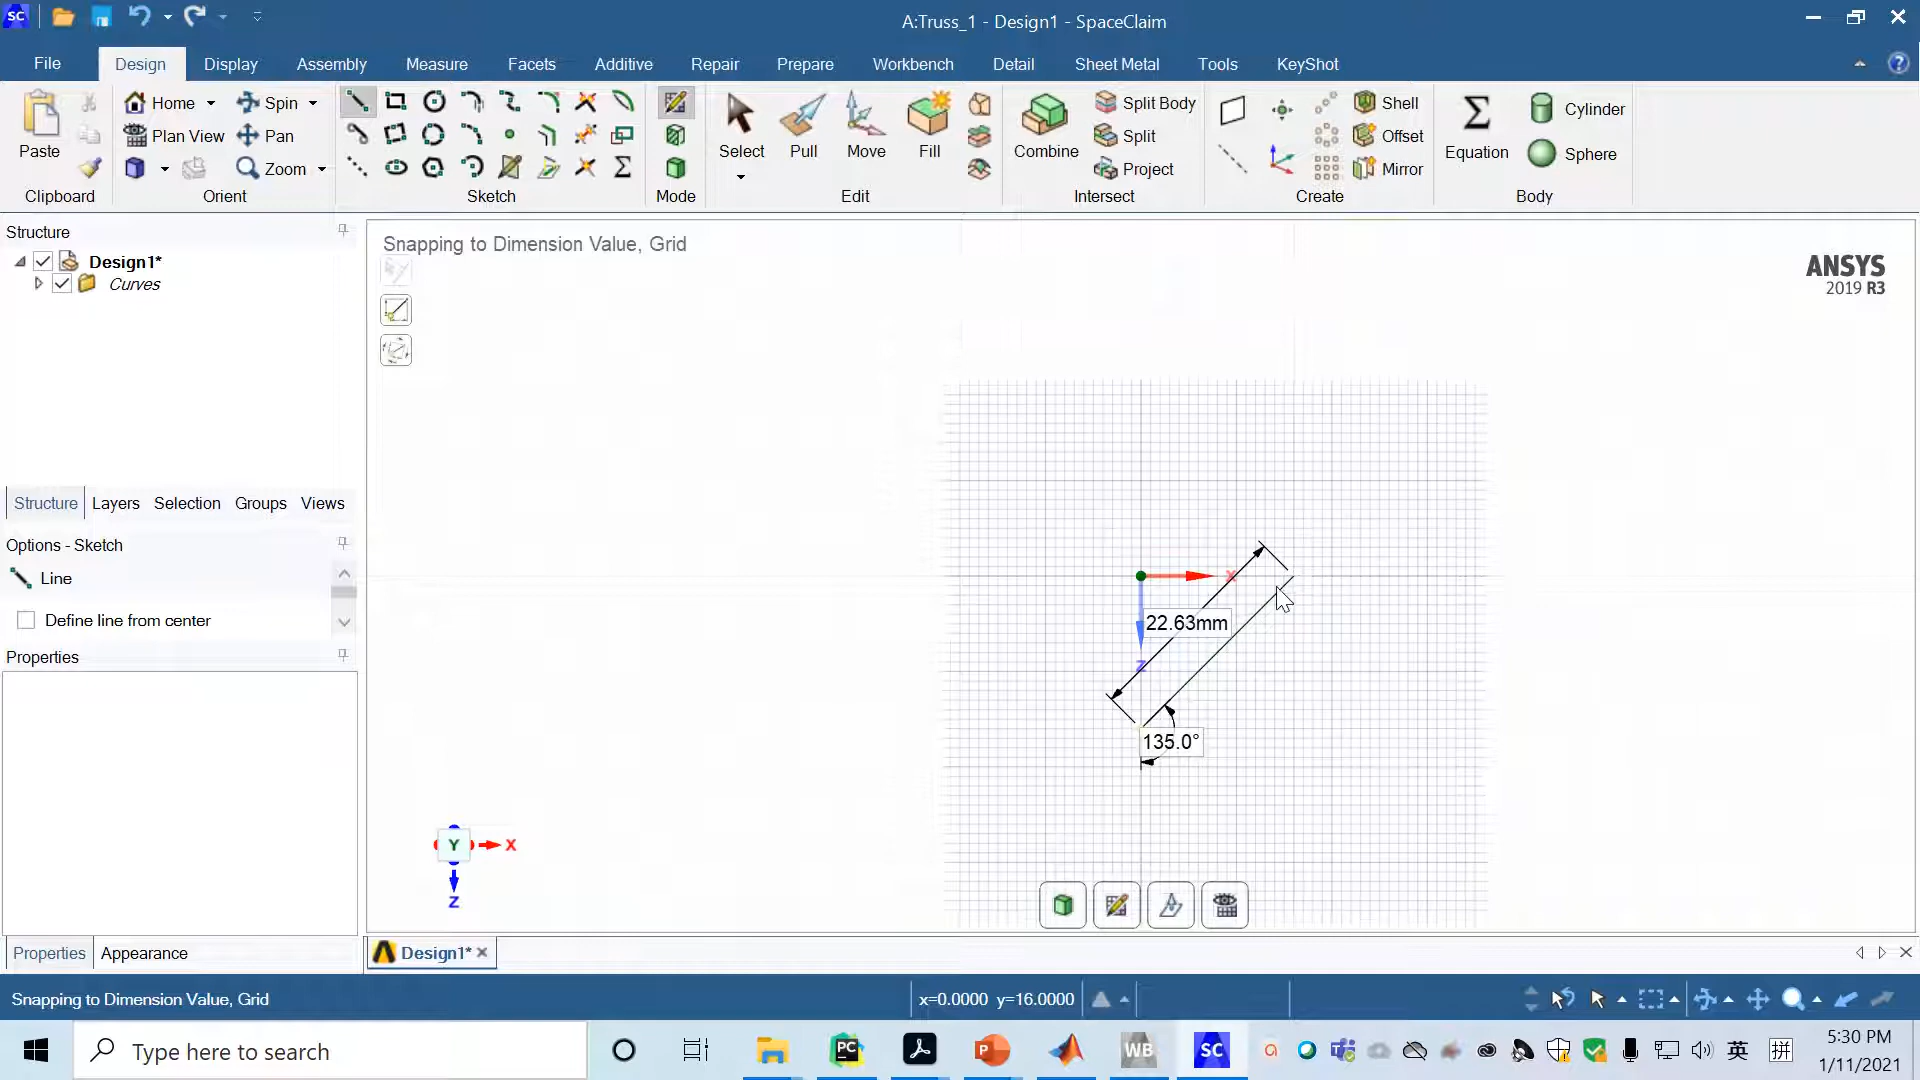 SC
A:Truss_1 - Design1 - SpaceClaim
File
Design
Display
Assembly
Measure
Facets
Additive
Repair
Prepare
Workbench
Detail
Sheet Metal
Tools
KeyShot
Paste
Home
Spin
Plan View
Pan
Zoom
Select
Pull
Move
Fill
Combine
Split Body
Split
Project
Shell
Offset
Mirror
Equation
Cylinder
Sphere
Clipboard
Orient
Sketch
Mode
Edit
Intersect
Create
Body
Structure
Design1*
Curves
Structure
Layers
Selection
Groups
Views
Options - Sketch
Line
Define line from center
Properties
Properties
Appearance
Snapping to Dimension Value, Grid
ANSYS
2019 R3
X
22.63mm
Z
135.0°
Y
X
Z
Design1*
Snapping to Dimension Value, Grid
x=0.0000 y=16.0000
Type here to search
PC
P
WB
SC
英
拼
5:30 PM
1/11/2021